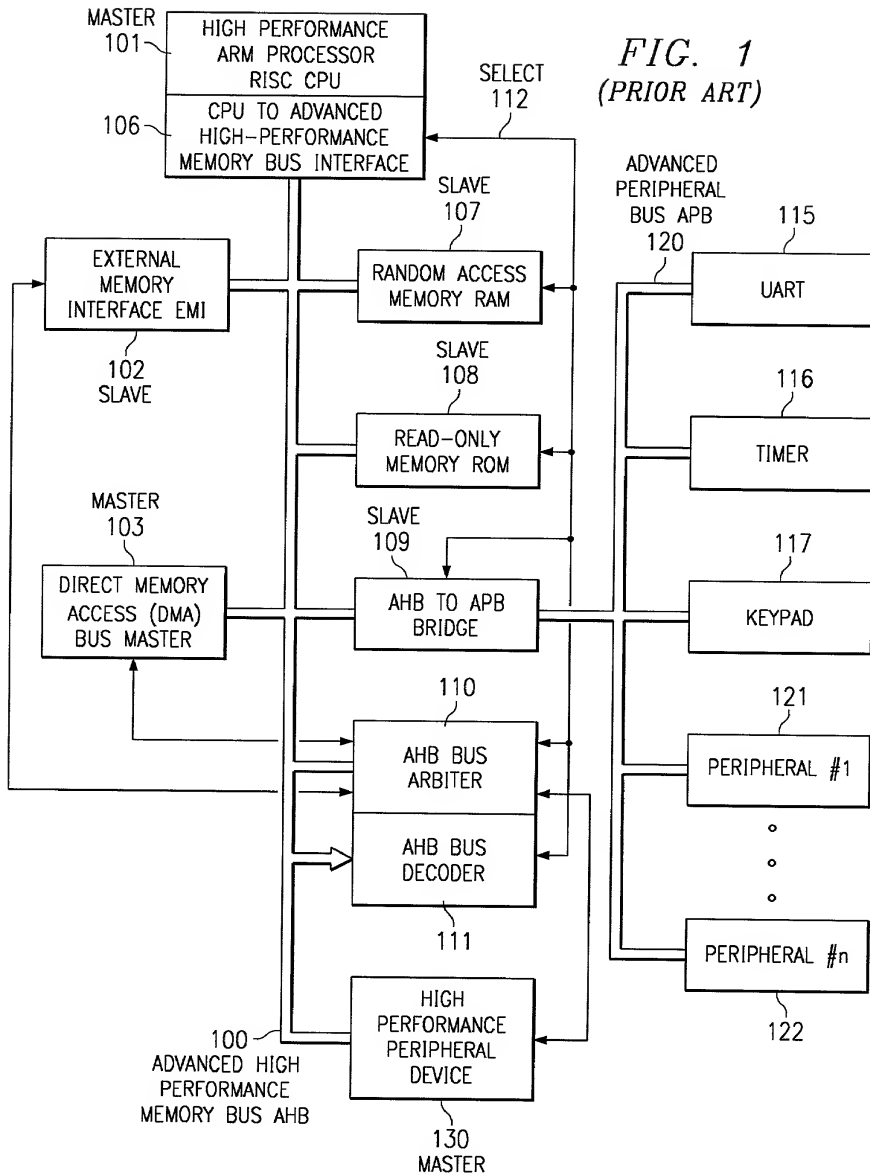 MASTER
101
HIGH PERFORMANCE
ARM PROCESSOR
RISC CPU
106
CPU TO ADVANCED
HIGH-PERFORMANCE
MEMORY BUS INTERFACE
SELECT
112
FIG. 1
(PRIOR ART)
ADVANCED
PERIPHERAL
BUS APB
120
EXTERNAL
MEMORY
INTERFACE EMI
102
SLAVE
SLAVE
107
RANDOM ACCESS
MEMORY RAM
115
UART
SLAVE
108
READ-ONLY
MEMORY ROM
116
TIMER
MASTER
103
DIRECT MEMORY
ACCESS (DMA)
BUS MASTER
SLAVE
109
AHB TO APB
BRIDGE
117
KEYPAD
110
AHB BUS
ARBITER
AHB BUS
DECODER
111
121
PERIPHERAL #1
PERIPHERAL #n
122
100
ADVANCED HIGH
PERFORMANCE
MEMORY BUS AHB
HIGH
PERFORMANCE
PERIPHERAL
DEVICE
130
MASTER